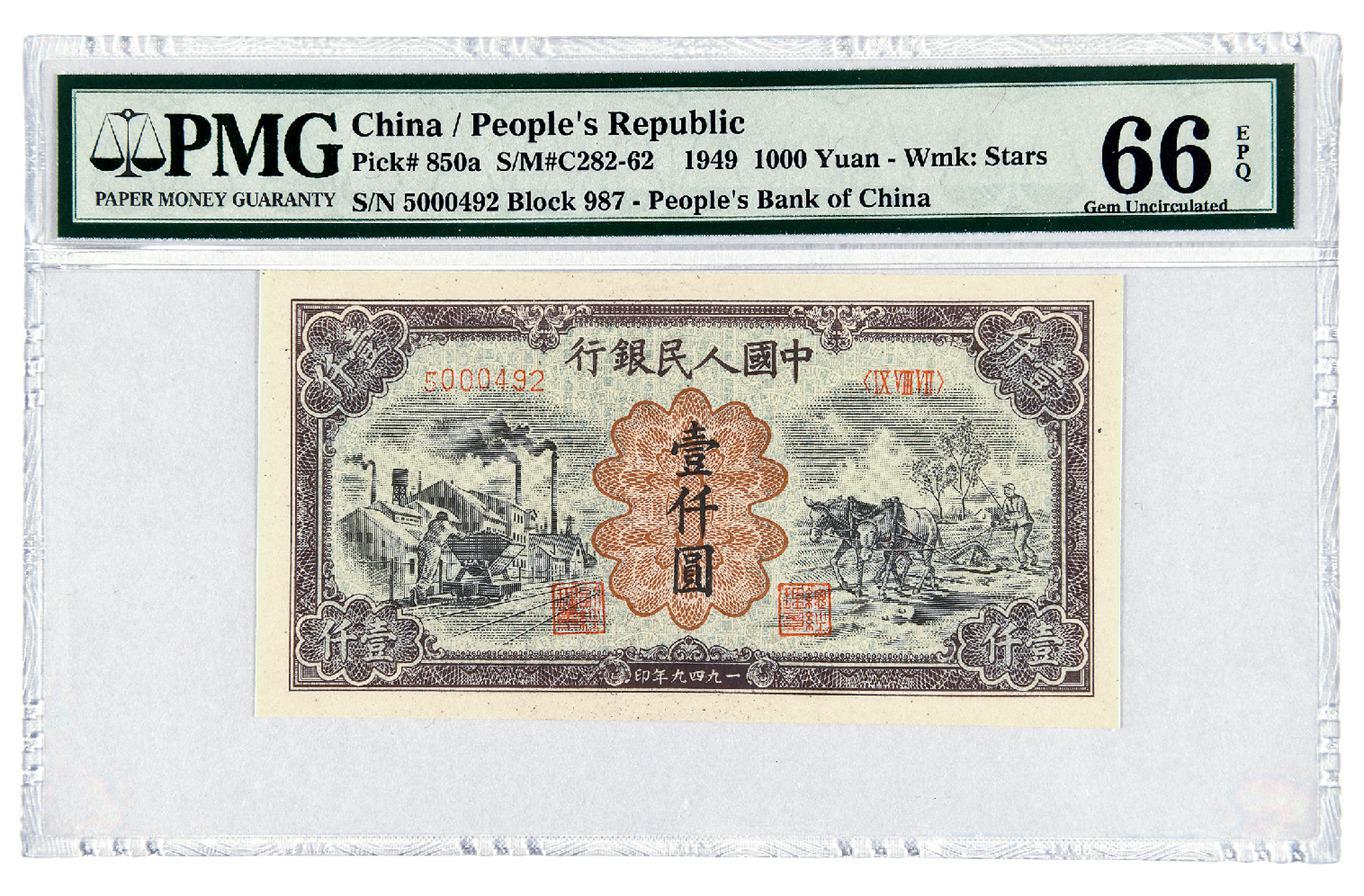 PMG
PAPER MONEY GUARANTY
China / People's Republic
Pick# 850a S/M#C282-62 1949 1000 Yuan - Wmk: Stars
S/N 5000492 Block 987 - People's Bank of China
66
EPQ
Gem Uncirculated
行銀民人國中
5000492
〈IX VIII VII〉
壹仟
仟壹
壹仟圓
仟壹
仟壹
印年九四九一